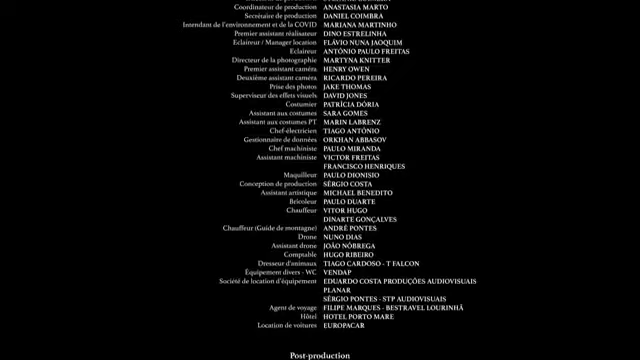 Coordinateur de production ANASTASIA MARTO
Secrétaire de production DANIEL COIMBRA
Intendant de l'environnement et de la COVID MARIANA MARTINHO
Premier assistant réalisateur DINO ESTRELINHA
Eclaireur / Manager location FLÁVIO NUNA JAOQUIM
Eclaireur ANTÓNIO PAULO FREITAS
Directeur de la photographie MARTYNA KNITTER
Premier assistant caméra HENRY OWEN
Deuxième assistant caméra RICARDO PEREIRA
Prise des photos JAKE THOMAS
Superviseur des effets visuels DAVID JONES
Costumier PATRÍCIA DÓRIA
Assistant aux costumes SARA GOMES
Assistant aux costumes PT MARIN LABRENZ
Chef-électricien TIAGO ANTÓNIO
Gestionnaire de données ORKHAN ABBASOV
Chef machiniste PAULO MIRANDA
Assistant machiniste VICTOR FREITAS
FRANCISCO HENRIQUES
Maquilleur PAULO DIONISIO
Conception de production SÉRGIO COSTA
Assistant artistique MICHAEL BENEDITO
Bricoleur PAULO DUARTE
Chauffeur VITOR HUGO
DINARTE GONÇALVES
Chauffeur (Guide de montagne) ANDRÉ PONTES
Drone NUNO DIAS
Assistant drone JOÃO NÓBREGA
Comptable HUGO RIBEIRO
Dresseur d'animaux TIAGO CARDOSO - T FALCON
Équipement divers - WC VENDAP
Société de location d'équipement EDUARDO COSTA PRODUÇÕES AUDIOVISUAIS
PLANAR
SÉRGIO PONTES - STP AUDIOVISUAIS
Agent de voyage FILIPE MARQUES - BESTRAVEL LOURINHÃ
Hôtel HOTEL PORTO MARE
Location de voitures EUROPACAR
Post-production